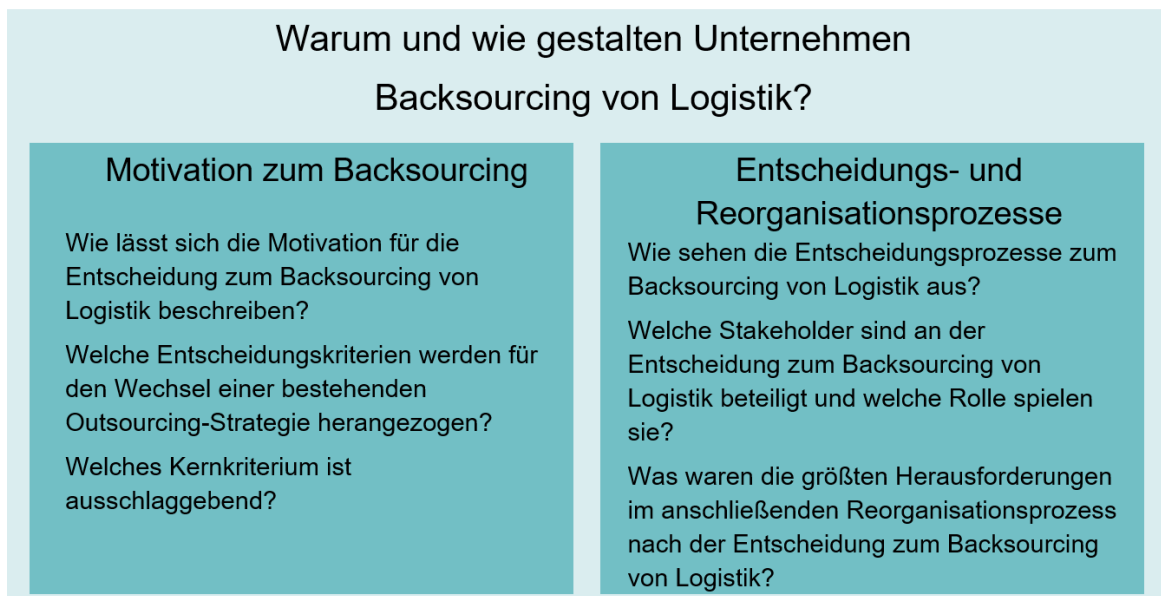 Warum und wie gestalten Unternehmen
Backsourcing von Logistik?
Motivation zum Backsourcing
Wie lässt sich die Motivation für die
Entscheidung zum Backsourcing von
Logistik beschreiben?
Welche Entscheidungskriterien werden für
den Wechsel einer bestehenden
Outsourcing-Strategie herangezogen?
Welches Kernkriterium ist
ausschlaggebend?
Entscheidungs- und
Reorganisationsprozesse
Wie sehen die Entscheidungsprozesse zum
Backsourcing von Logistik aus?
Welche Stakeholder sind an der
Entscheidung zum Backsourcing von
Logistik beteiligt und welche Rolle spielen
sie?
Was waren die größten Herausforderungen
im anschließenden Reorganisationsprozess
nach der Entscheidung zum Backsourcing
von Logistik?